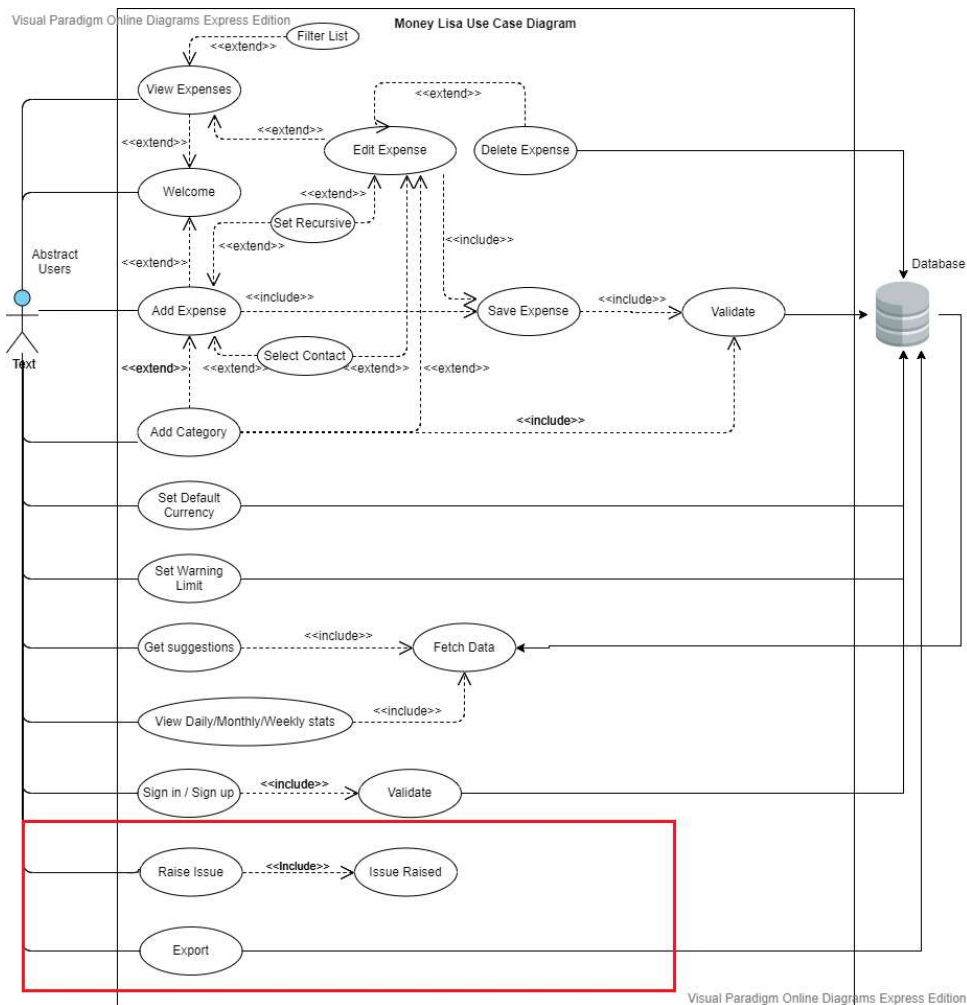 Visual Paradigm Online Diagrams Express Edition
Money Lisa Use Case Diagram
Filter List
<<extend>>
View Expenses
<<extend>>
<<extend>>
<<extend>>
Edit Expense
Delete Expense
Welcome
<<extend>>
Set Recursive
<<extend>>
<<include>>
Abstract
Users
<<extend>>
Database
Add Expense
<<include>>
Save Expense
<<include>>
Validate
Text
Select Contact
<<extend>>
<<extend>>
<<extend>>
<<extend>>
Add Category
<<include>>
Set Default
Currency
Set Warning
Limit
Get suggestions
<<include>>
Fetch Data
View Daily/Monthly/Weekly stats
<<include>>
Sign in / Sign up
<<include>>
Validate
Raise Issue
<<Include>>
Issue Raised
Export
Visual Paradigm Online Diagrams Express Edition